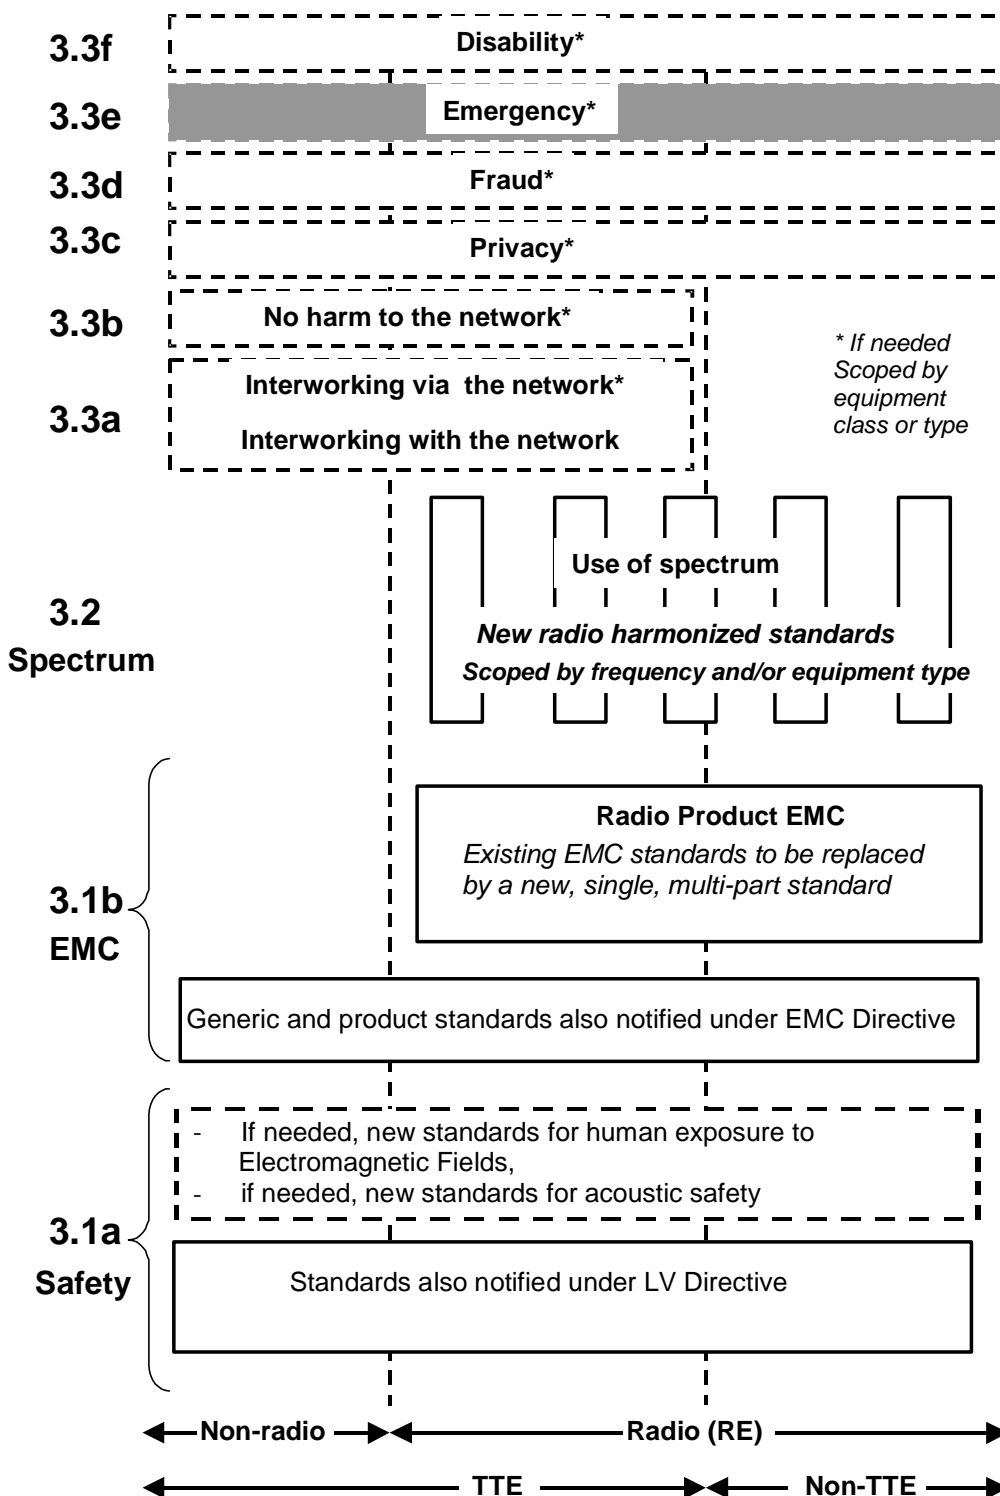 3.3f
Disability*
3.3e
Emergency*
3.3d
Fraud*
3.3c
Privacy*
3.3b
No harm to the network*
* If needed
Scoped by
equipment
class or type
3.3a
Interworking via the network*
Interworking with the network
3.2
Spectrum
Use of spectrum
New radio harmonized standards
Scoped by frequency and/or equipment type
3.1b
EMC
Radio Product EMC
Existing EMC standards to be replaced
by a new, single, multi-part standard
Generic and product standards also notified under EMC Directive
3.1a
Safety
- If needed, new standards for human exposure to
Electromagnetic Fields,
- if needed, new standards for acoustic safety
Standards also notified under LV Directive
Non-radio
Radio (RE)
TTE
Non-TTE